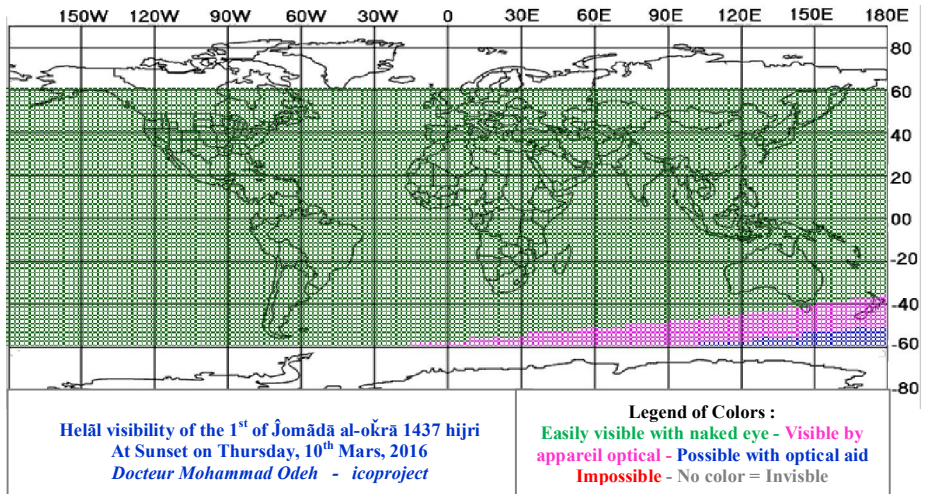 150W 120W 90W 60W 30W 0 30E 60E 90E 120E 150E 180E
80
60
40
20
00
-20
-40
-60
-80
Helāl visibility of the 1st of Ĵomādā al-oǩrā 1437 hijri
At Sunset on Thursday, 10th Mars, 2016
Docteur Mohammad Odeh - icoproject
Legend of Colors :
Easily visible with naked eye - Visible by
appareil optical - Possible with optical aid
Impossible - No color = Invisble